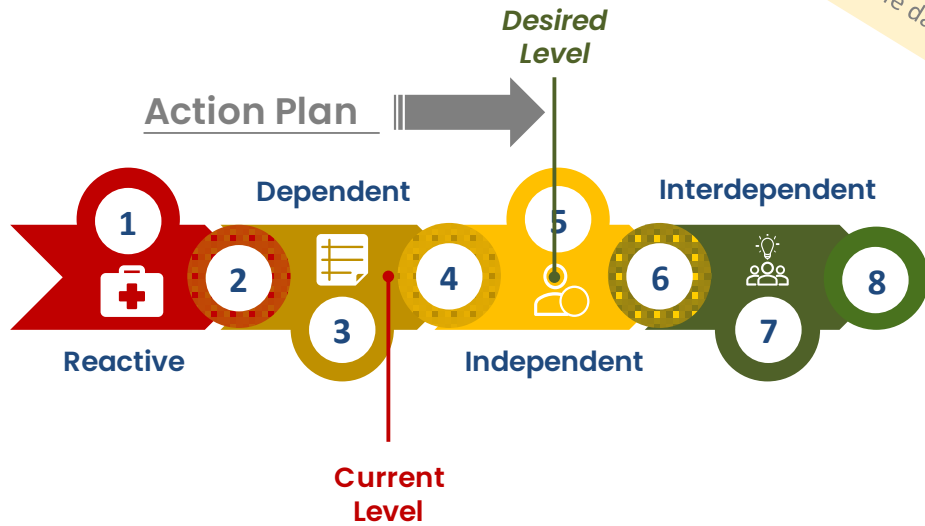 Desired
Level
Action Plan
Dependent
Interdependent
1
2
3
4
5
6
7
8
Reactive
Independent
Current
Level